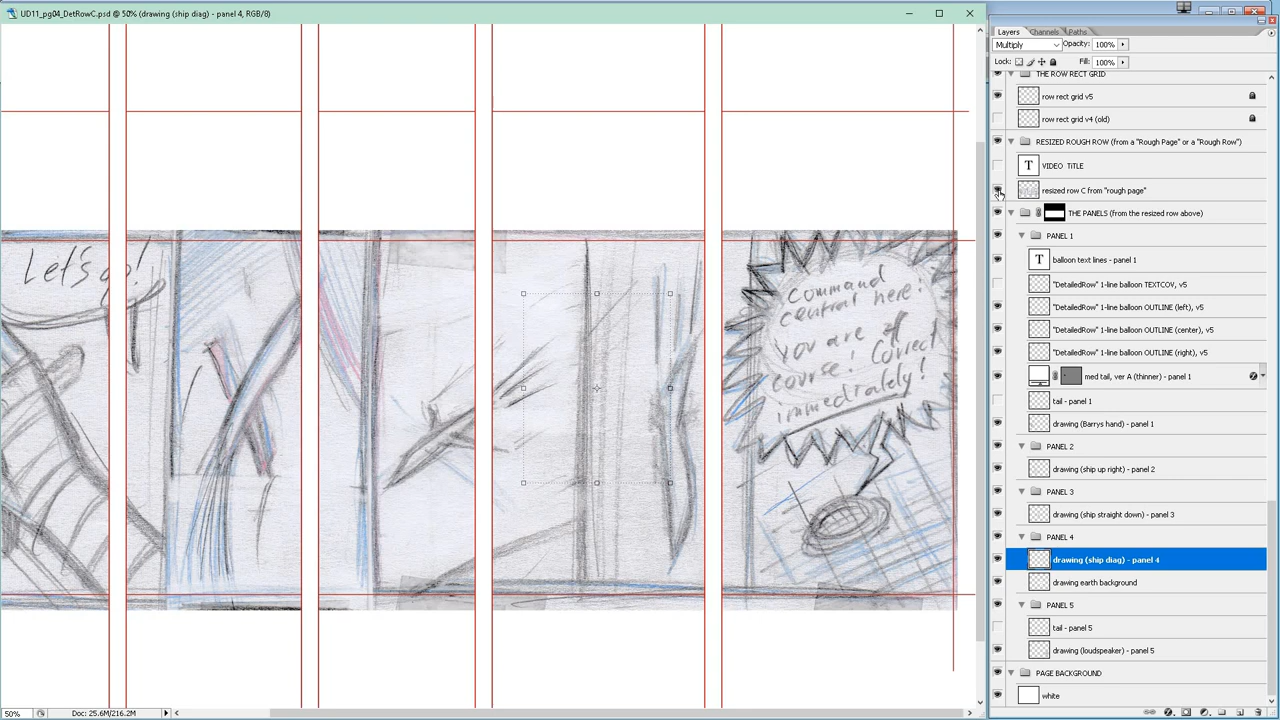 UD11_pg04_DetRowC.psd @ 50% (drawing (ship diag) - panel 4, RGB/8)
Layers Channels Paths
Multiply Opacity: 100%
Lock: Fill: 100%
THE ROW RECT GRID
row rect grid v5
row rect grid v4 (old)
RESIZED ROUGH ROW (from a "Rough Page" or a "Rough Row")
T VIDEO TiTLE
resized row C from "rough page"
THE PANELS (from the resized row above)
PANEL 1
T balloon text lines - panel 1
"DetailedRow" 1-line balloon TEXTCOV, v5
"DetailedRow" 1-line balloon OUTLINE (left), v5
"DetailedRow" 1-line balloon OUTLINE (center), v5
"DetailedRow" 1-line balloon OUTLINE (right), v5
med tail, ver A (thinner) - panel 1
tail - panel 1
drawing (Barrys hand) - panel 1
PANEL 2
drawing (ship up right) - panel 2
PANEL 3
drawing (ship straight down) - panel 3
PANEL 4
drawing (ship diag) - panel 4
drawing earth background
PANEL 5
tail - panel 5
drawing (loudspeaker) - panel 5
PAGE BACKGROUND
white
Let's go!
Command
central here!
you are off
course! Correct
immediately!
50% Doc: 25.6M/216.2M